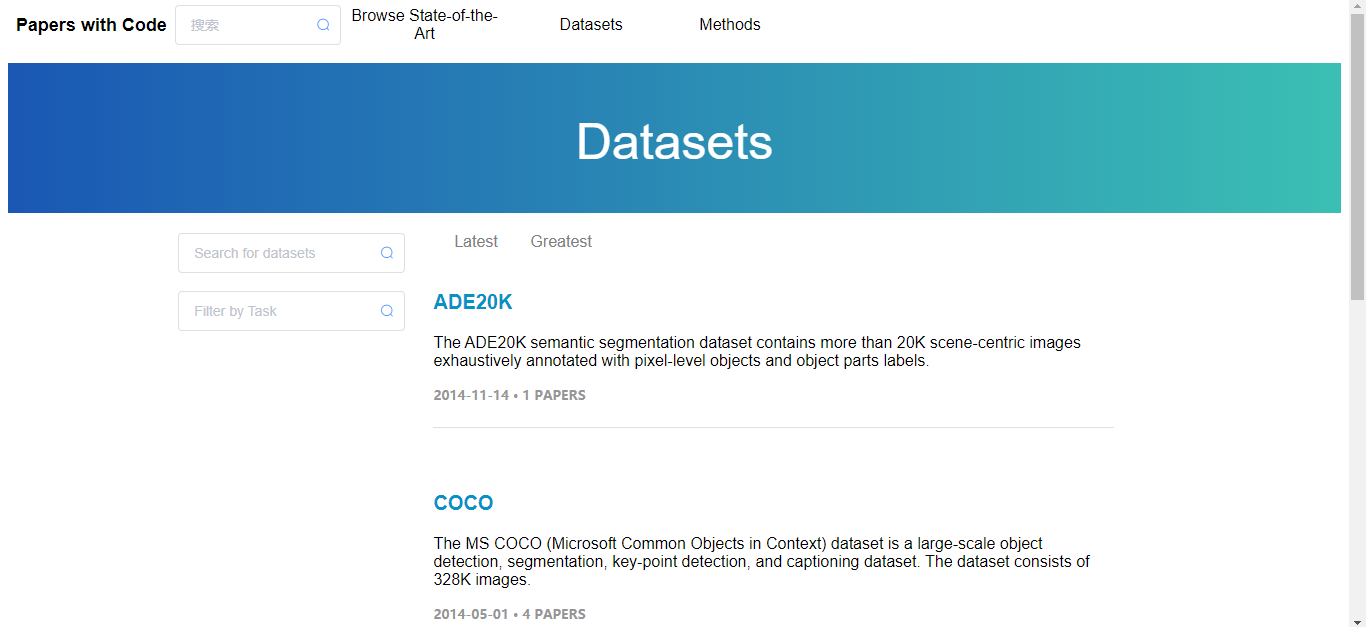 Papers with Code
搜索
Browse State-of-the-
Art
Datasets
Methods
Datasets
Search for datasets
Filter by Task
Latest
Greatest
ADE20K
The ADE20K semantic segmentation dataset contains more than 20K scene-centric images
exhaustively annotated with pixel-level objects and object parts labels.
2014-11-14 • 1 PAPERS
COCO
The MS COCO (Microsoft Common Objects in Context) dataset is a large-scale object
detection, segmentation, key-point detection, and captioning dataset. The dataset consists of
328K images.
2014-05-01 • 4 PAPERS